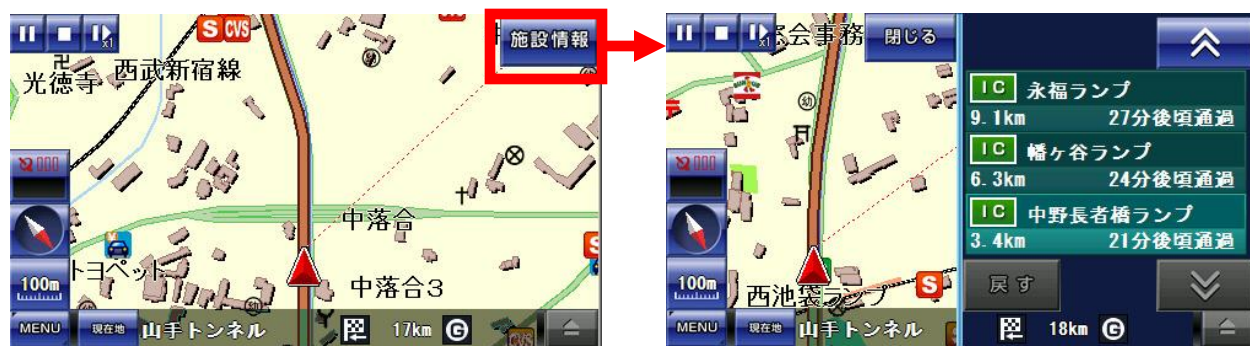 x1
S CVS
施設情報
光徳寺
西武新宿線
中落合
中落合3
トヨペット
100m
MENU
現在地
山手トンネル
17km
G
S
CVS
x1
閉じる
会事務
IC 永福ランプ
9.1km 27分後頃通過
IC 幡ヶ谷ランプ
6.3km 24分後頃通過
IC 中野長者橋ランプ
3.4km 21分後頃通過
戻す
100m
西池袋ランプ
S
MENU
現在地
山手トンネル
18km
G